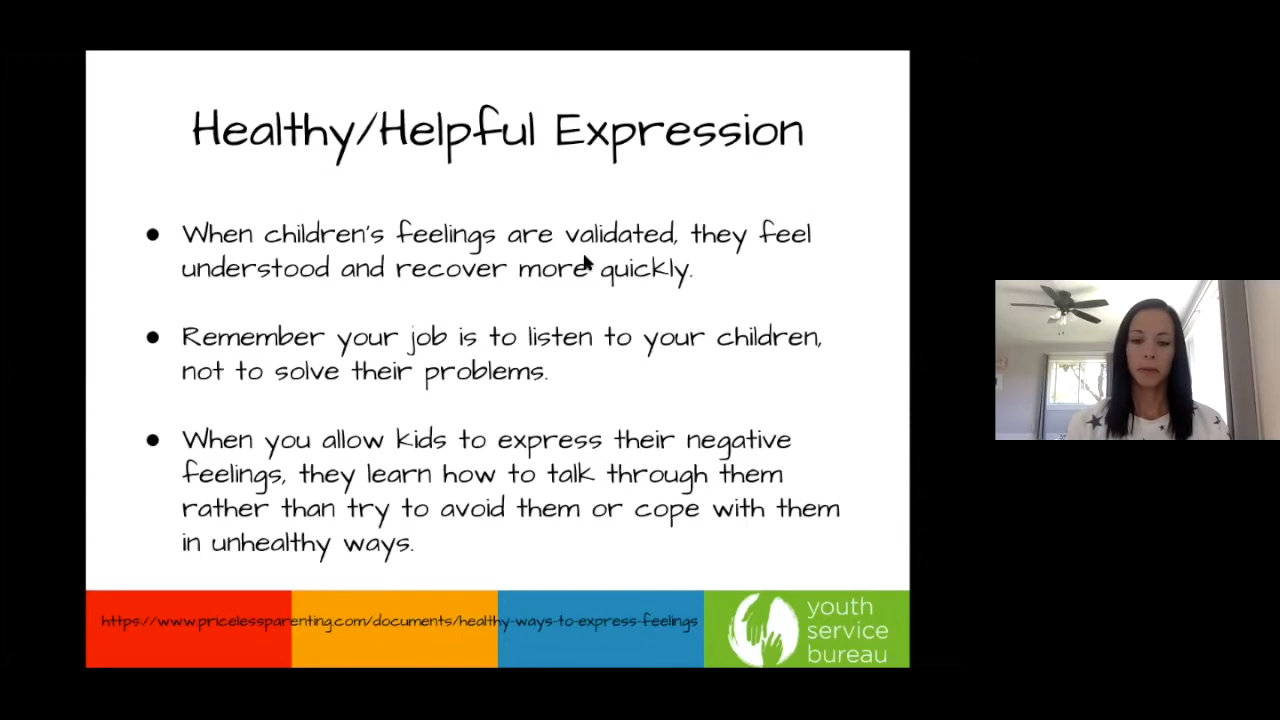 Healthy/Helpful Expression
● When children's feelings are validated, they feel
understood and recover more quickly.
● Remember your job is to listen to your children,
not to solve their problems.
● When you allow kids to express their negative
feelings, they learn how to talk through them
rather than try to avoid them or cope with them
in unhealthy ways.
https://www.pricelessparenting.com/documents/healthy-ways-to-express-feelings
youth
service
bureau